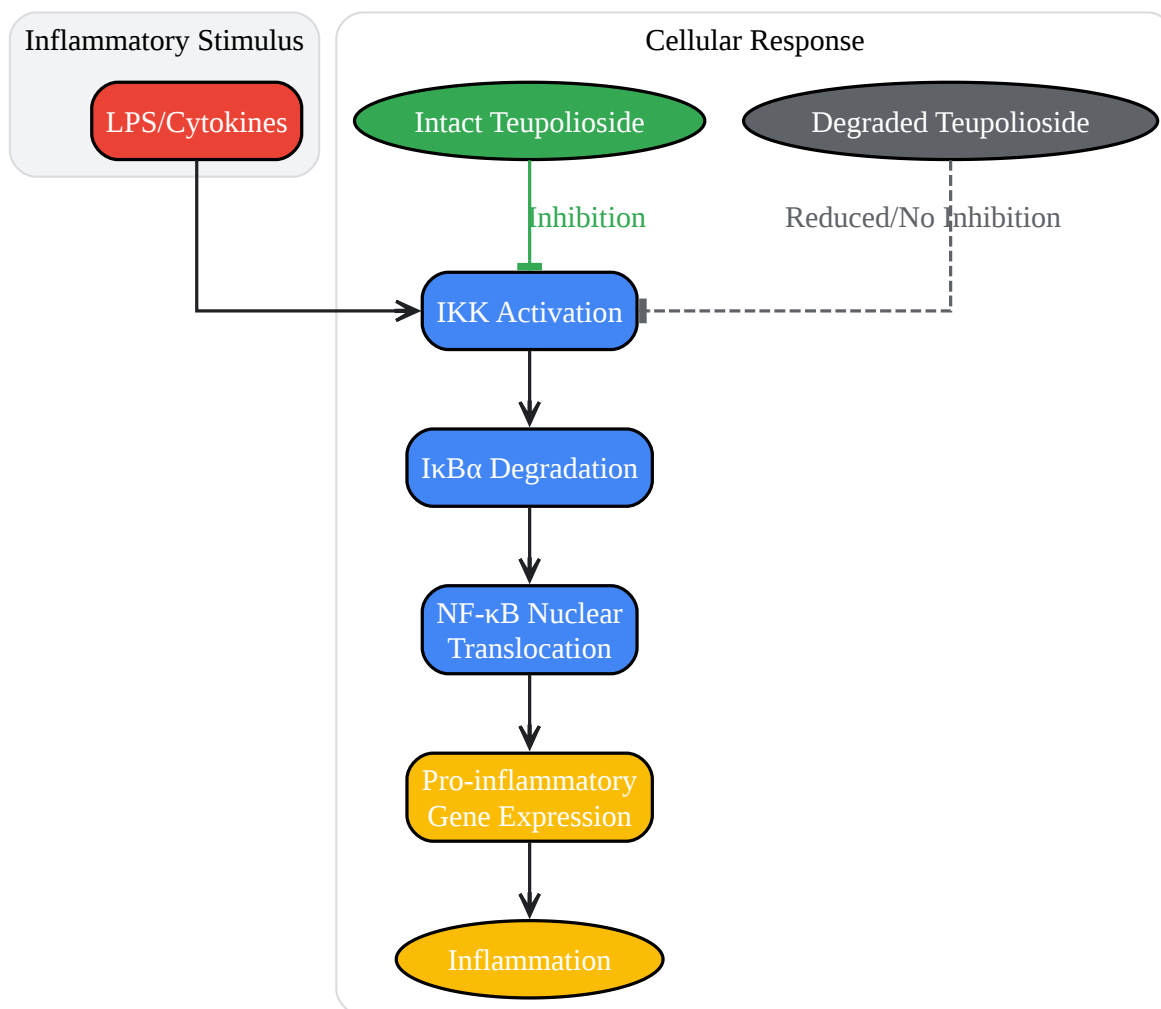 Inflammatory Stimulus
Cellular Response
LPS/Cytokines
Intact Teupolioside
Degraded Teupolioside
Inhibition
Reduced/No Inhibition
IKK Activation
IκBα Degradation
NF-κB Nuclear
Translocation
Pro-inflammatory
Gene Expression
Inflammation